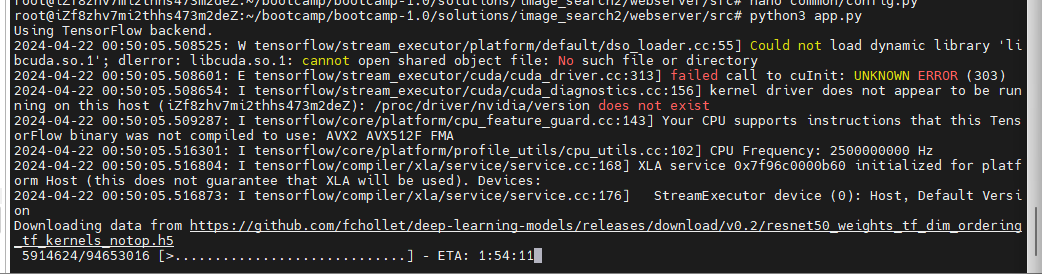 root@iZf8zhv7mi2thhs473m2deZ:~/bootcamp/bootcamp-1.0/solutions/image_search2/webserver/src# nano common/config.py
root@iZf8zhv7mi2thhs473m2deZ:~/bootcamp/bootcamp-1.0/solutions/image_search2/webserver/src# python3 app.py
Using TensorFlow backend.
2024-04-22 00:50:05.508525: W tensorflow/stream_executor/platform/default/dso_loader.cc:55] Could not load dynamic library 'li
bcuda.so.1'; dlerror: libcuda.so.1: cannot open shared object file: No such file or directory
2024-04-22 00:50:05.508601: E tensorflow/stream_executor/cuda/cuda_driver.cc:313] failed call to cuInit: UNKNOWN ERROR (303)
2024-04-22 00:50:05.508654: I tensorflow/stream_executor/cuda/cuda_diagnostics.cc:156] kernel driver does not appear to be run
ning on this host (iZf8zhv7mi2thhs473m2deZ): /proc/driver/nvidia/version does not exist
2024-04-22 00:50:05.509287: I tensorflow/core/platform/cpu_feature_guard.cc:143] Your CPU supports instructions that this Tens
orFlow binary was not compiled to use: AVX2 AVX512F FMA
2024-04-22 00:50:05.516301: I tensorflow/core/platform/profile_utils/cpu_utils.cc:102] CPU Frequency: 2500000000 Hz
2024-04-22 00:50:05.516804: I tensorflow/compiler/xla/service/service.cc:168] XLA service 0x7f96c0000b60 initialized for platf
orm Host (this does not guarantee that XLA will be used). Devices:
2024-04-22 00:50:05.516873: I tensorflow/compiler/xla/service/service.cc:176]   StreamExecutor device (0): Host, Default Versi
on
Downloading data from https://github.com/fchollet/deep-learning-models/releases/download/v0.2/resnet50_weights_tf_dim_ordering
_tf_kernels_notop.h5
 5914624/94653016 [>.............................] - ETA: 1:54:11